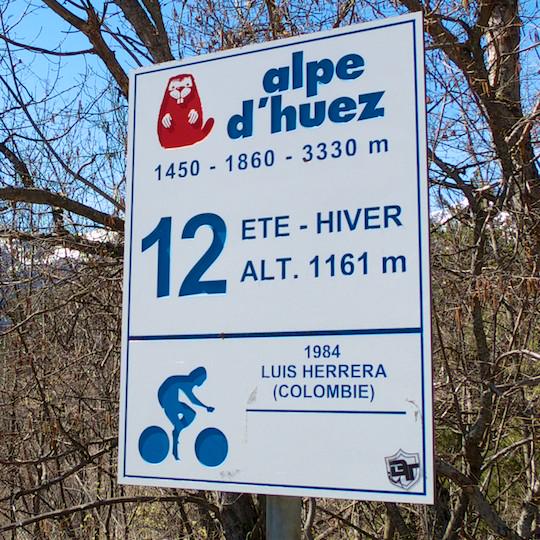 alpe
d'huez
1450 - 1860 - 3330 m
12
ETE - HIVER
ALT. 1161 m
1984
LUIS HERRERA
(COLOMBIE)